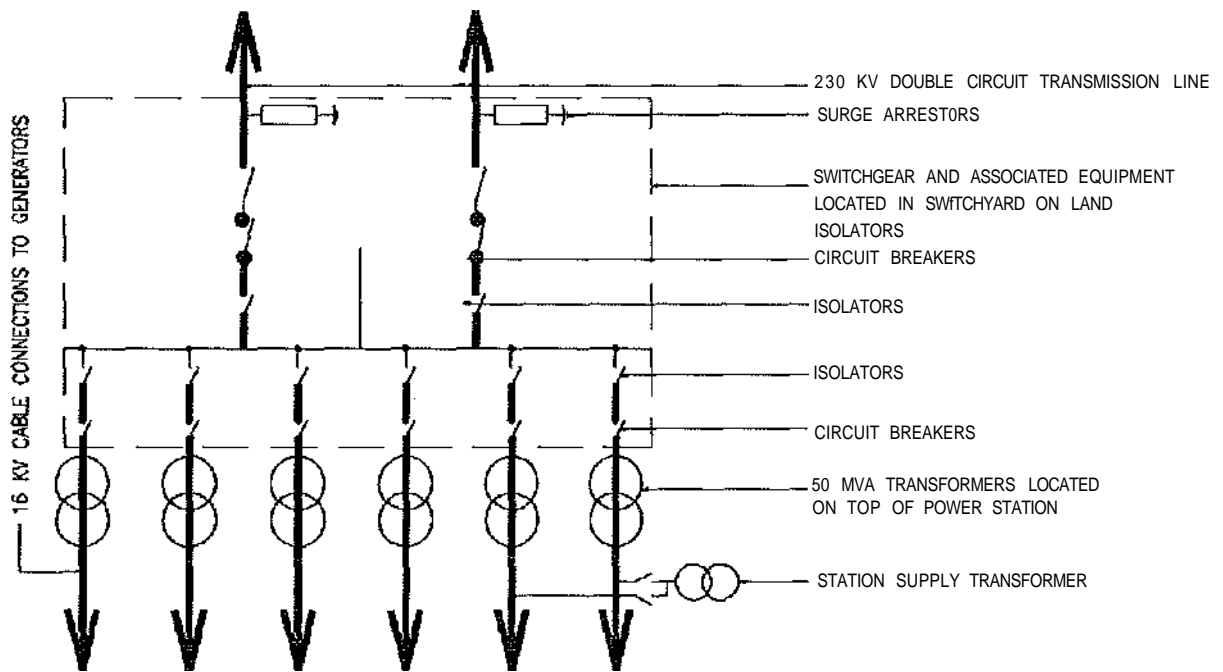 16 KV CABLE CONNECTIONS TO GENERATORS
230 KV DOUBLE CIRCUIT TRANSMISSION LINE
SURGE ARRESTORS
SWITCHGEAR AND ASSOCIATED EQUIPMENT
LOCATED IN SWITCHYARD ON LAND
ISOLATORS
CIRCUIT BREAKERS
ISOLATORS
ISOLATORS
CIRCUIT BREAKERS
50 MVA TRANSFORMERS LOCATED
ON TOP OF POWER STATION
STATION SUPPLY TRANSFORMER